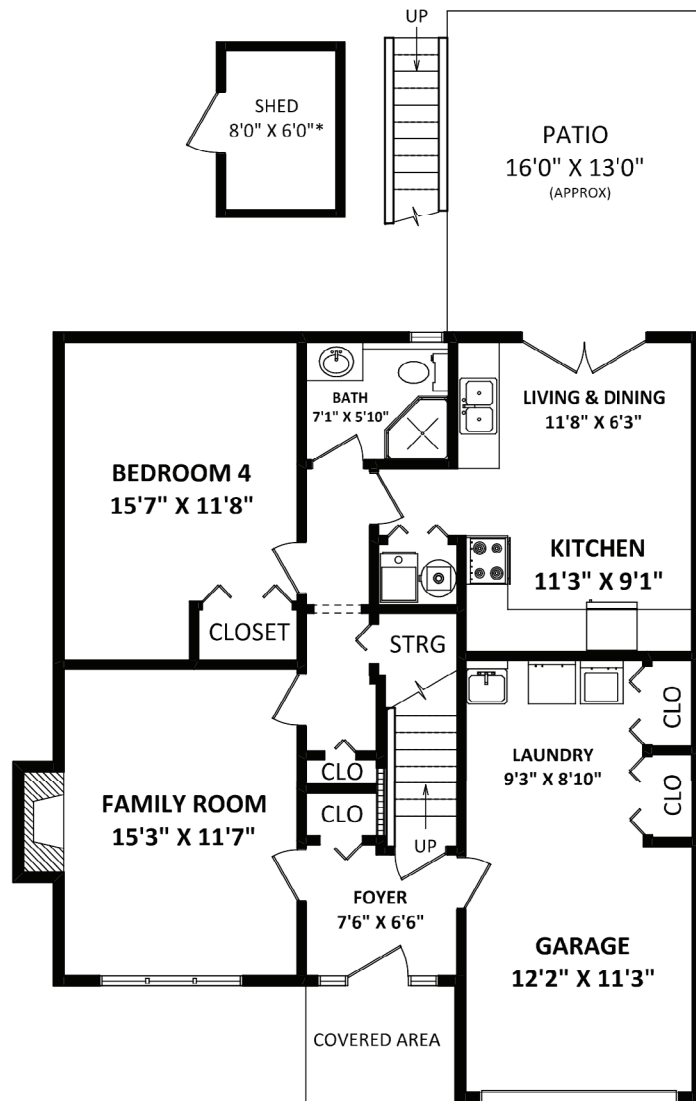 UP
SHED
8'0" X 6'0"*
PATIO
16'0" X 13'0"
(APPROX)
BATH
7'1" X 5'10"
LIVING & DINING
11'8" X 6'3"
BEDROOM 4
15'7" X 11'8"
KITCHEN
11'3" X 9'1"
CLOSET
STRG
CLO
LAUNDRY
9'3" X 8'10"
CLO
CLO
FAMILY ROOM
15'3" X 11'7"
CLO
UP
FOYER
7'6" X 6'6"
GARAGE
12'2" X 11'3"
COVERED AREA